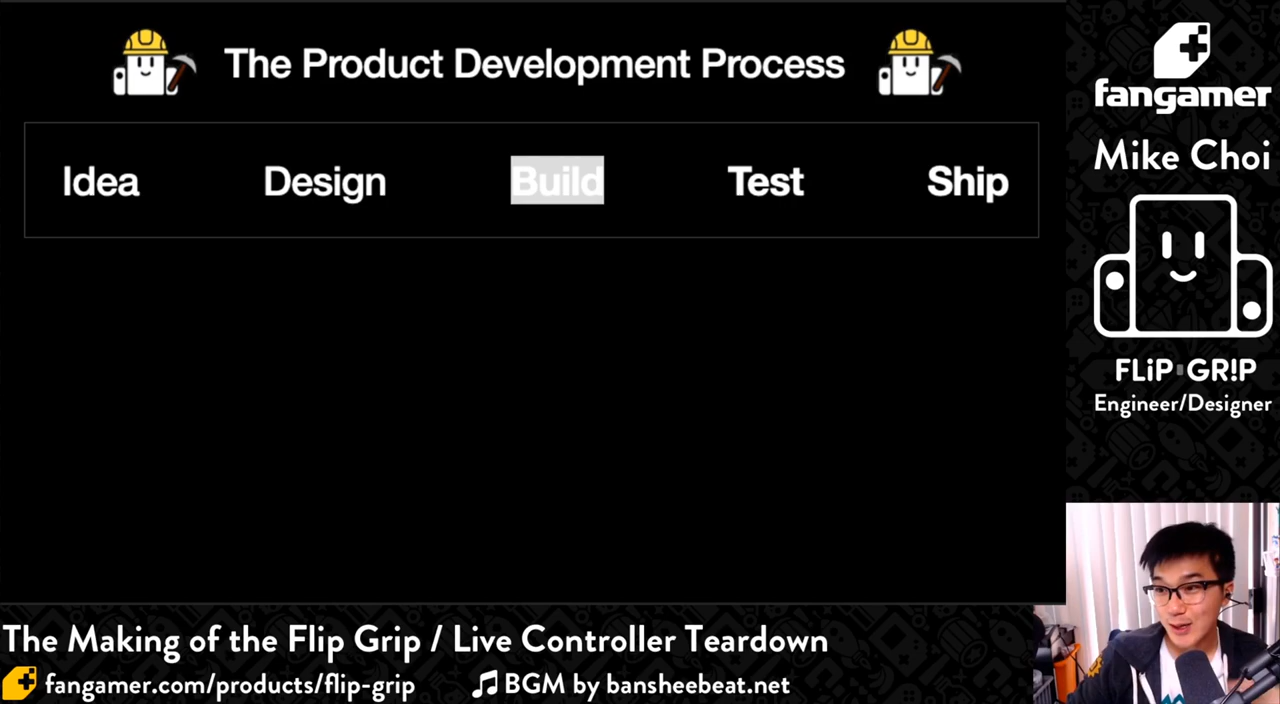 The Product Development Process
Idea Design Build Test Ship
fangamer
Mike Choi
FLiP GR!P
Engineer/Designer
The Making of the Flip Grip / Live Controller Teardown
fangamer.com/products/flip-grip BGM by bansheebeat.net